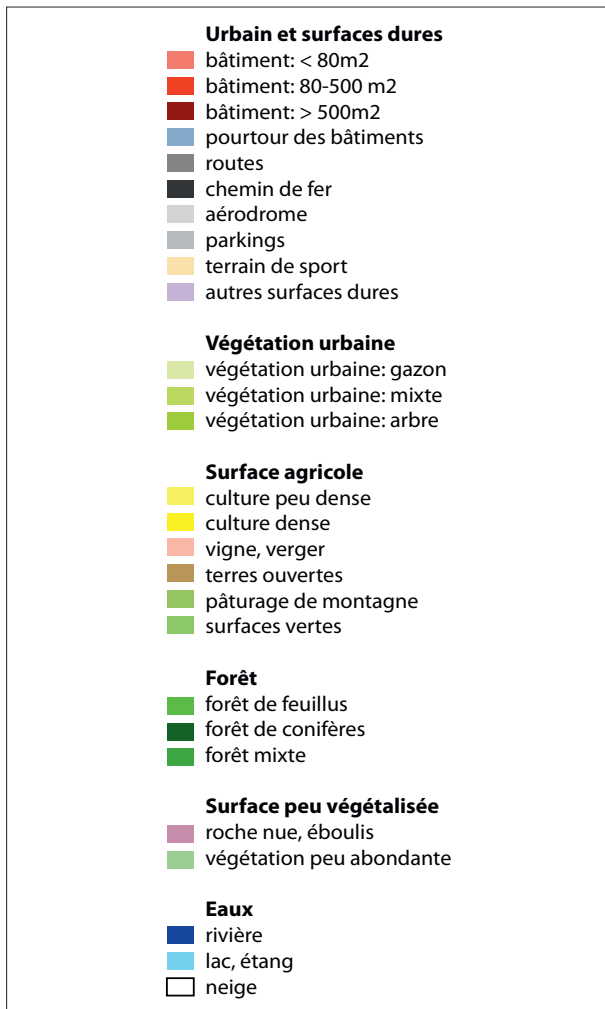 Urbain et surfaces dures
bâtiment: < 80m2
bâtiment: 80-500 m2
bâtiment: > 500m2
pourtour des bâtiments
routes
chemin de fer
aérodrome
parkings
terrain de sport
autres surfaces dures
Végétation urbaine
végétation urbaine: gazon
végétation urbaine: mixte
végétation urbaine: arbre
Surface agricole
culture peu dense
culture dense
vigne, verger
terres ouvertes
pâturage de montagne
surfaces vertes
Forêt
forêt de feuillus
forêt de conifères
forêt mixte
Surface peu végétalisée
roche nue, éboulis
végétation peu abondante
Eaux
rivière
lac, étang
neige